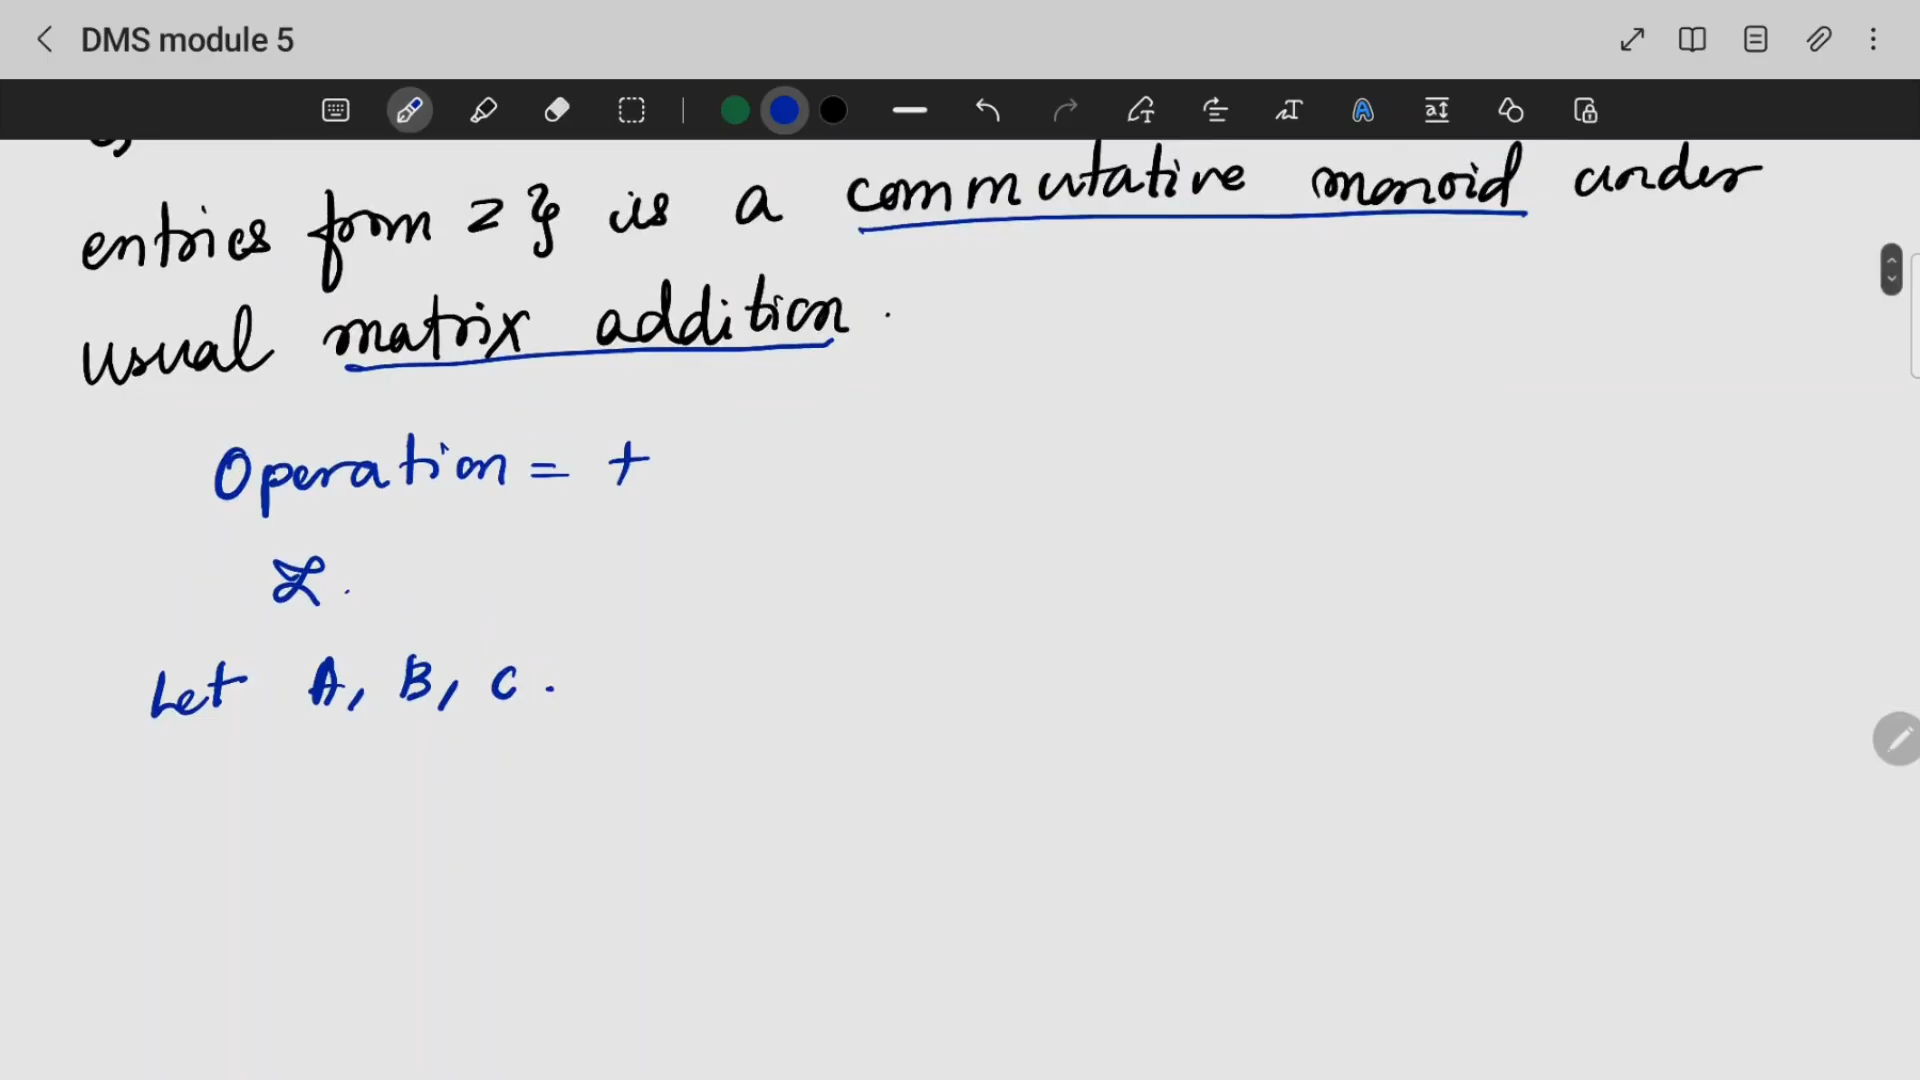 DMS module 5
entries from z } is a commutative monoid under
usual matrix addition.
Operation = +
Z.
Let A, B, C.